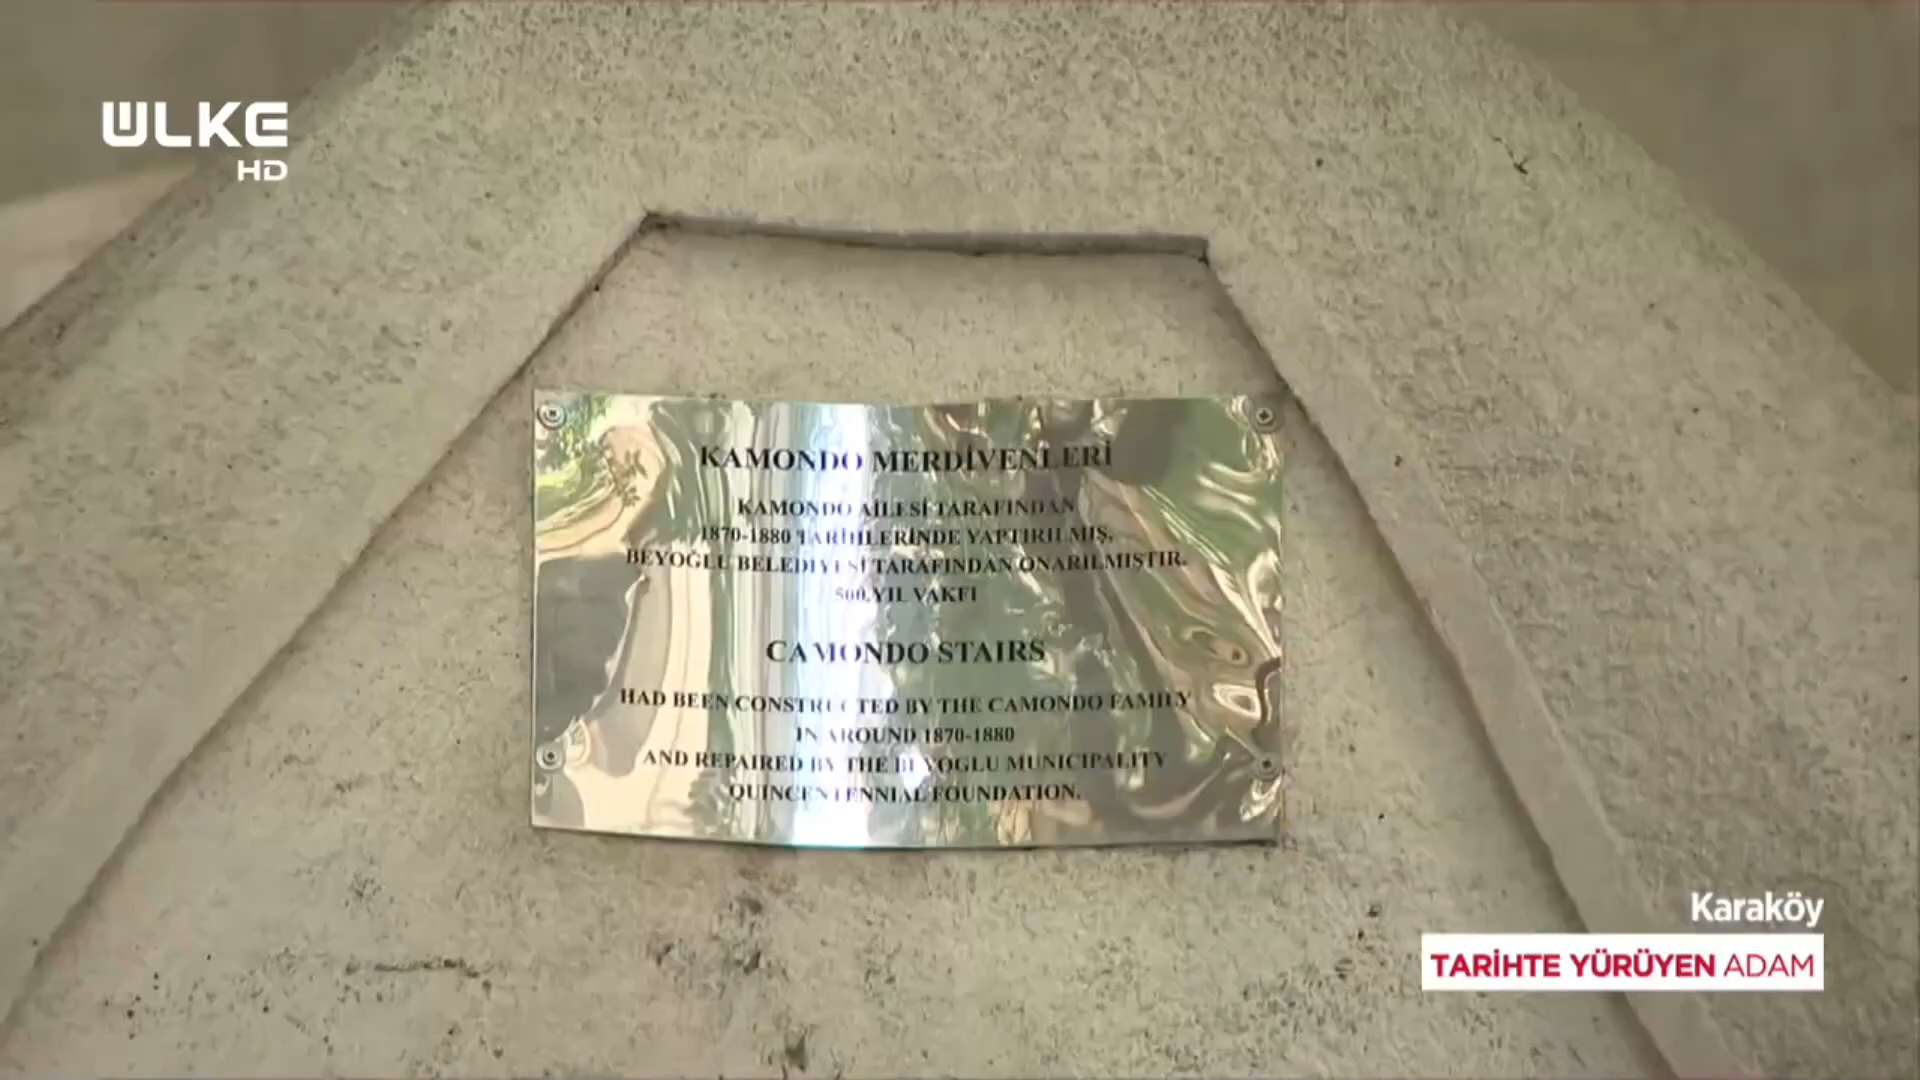 ÜLKE
HD
KAMONDO MERDİVENLERİ
KAMONDO AİLESİ TARAFINDAN
1870-1880 TARİHLERİNDE YAPTIRILMIŞ,
BEYOĞLU BELEDİYESİ TARAFINDAN ONARILMIŞTIR.
500.YIL VAKFI
CAMONDO STAIRS
HAD BEEN CONSTRUCTED BY THE CAMONDO FAMILY
IN AROUND 1870-1880
AND REPAIRED BY THE BEYOGLU MUNICIPALITY
QUINCENTENNIAL FOUNDATION.
Karaköy
TARİHTE YÜRÜYEN ADAM